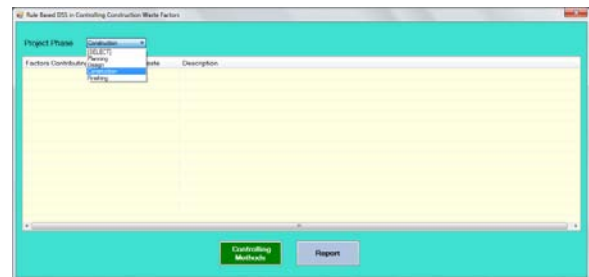 Rule Based DSS in Controlling Construction Waste Factors
Project Phase
Construction
[SELECT]
Planning
Design
Construction
Finishing
Factors Contributing
Waste
Description
Controlling
Methods
Report